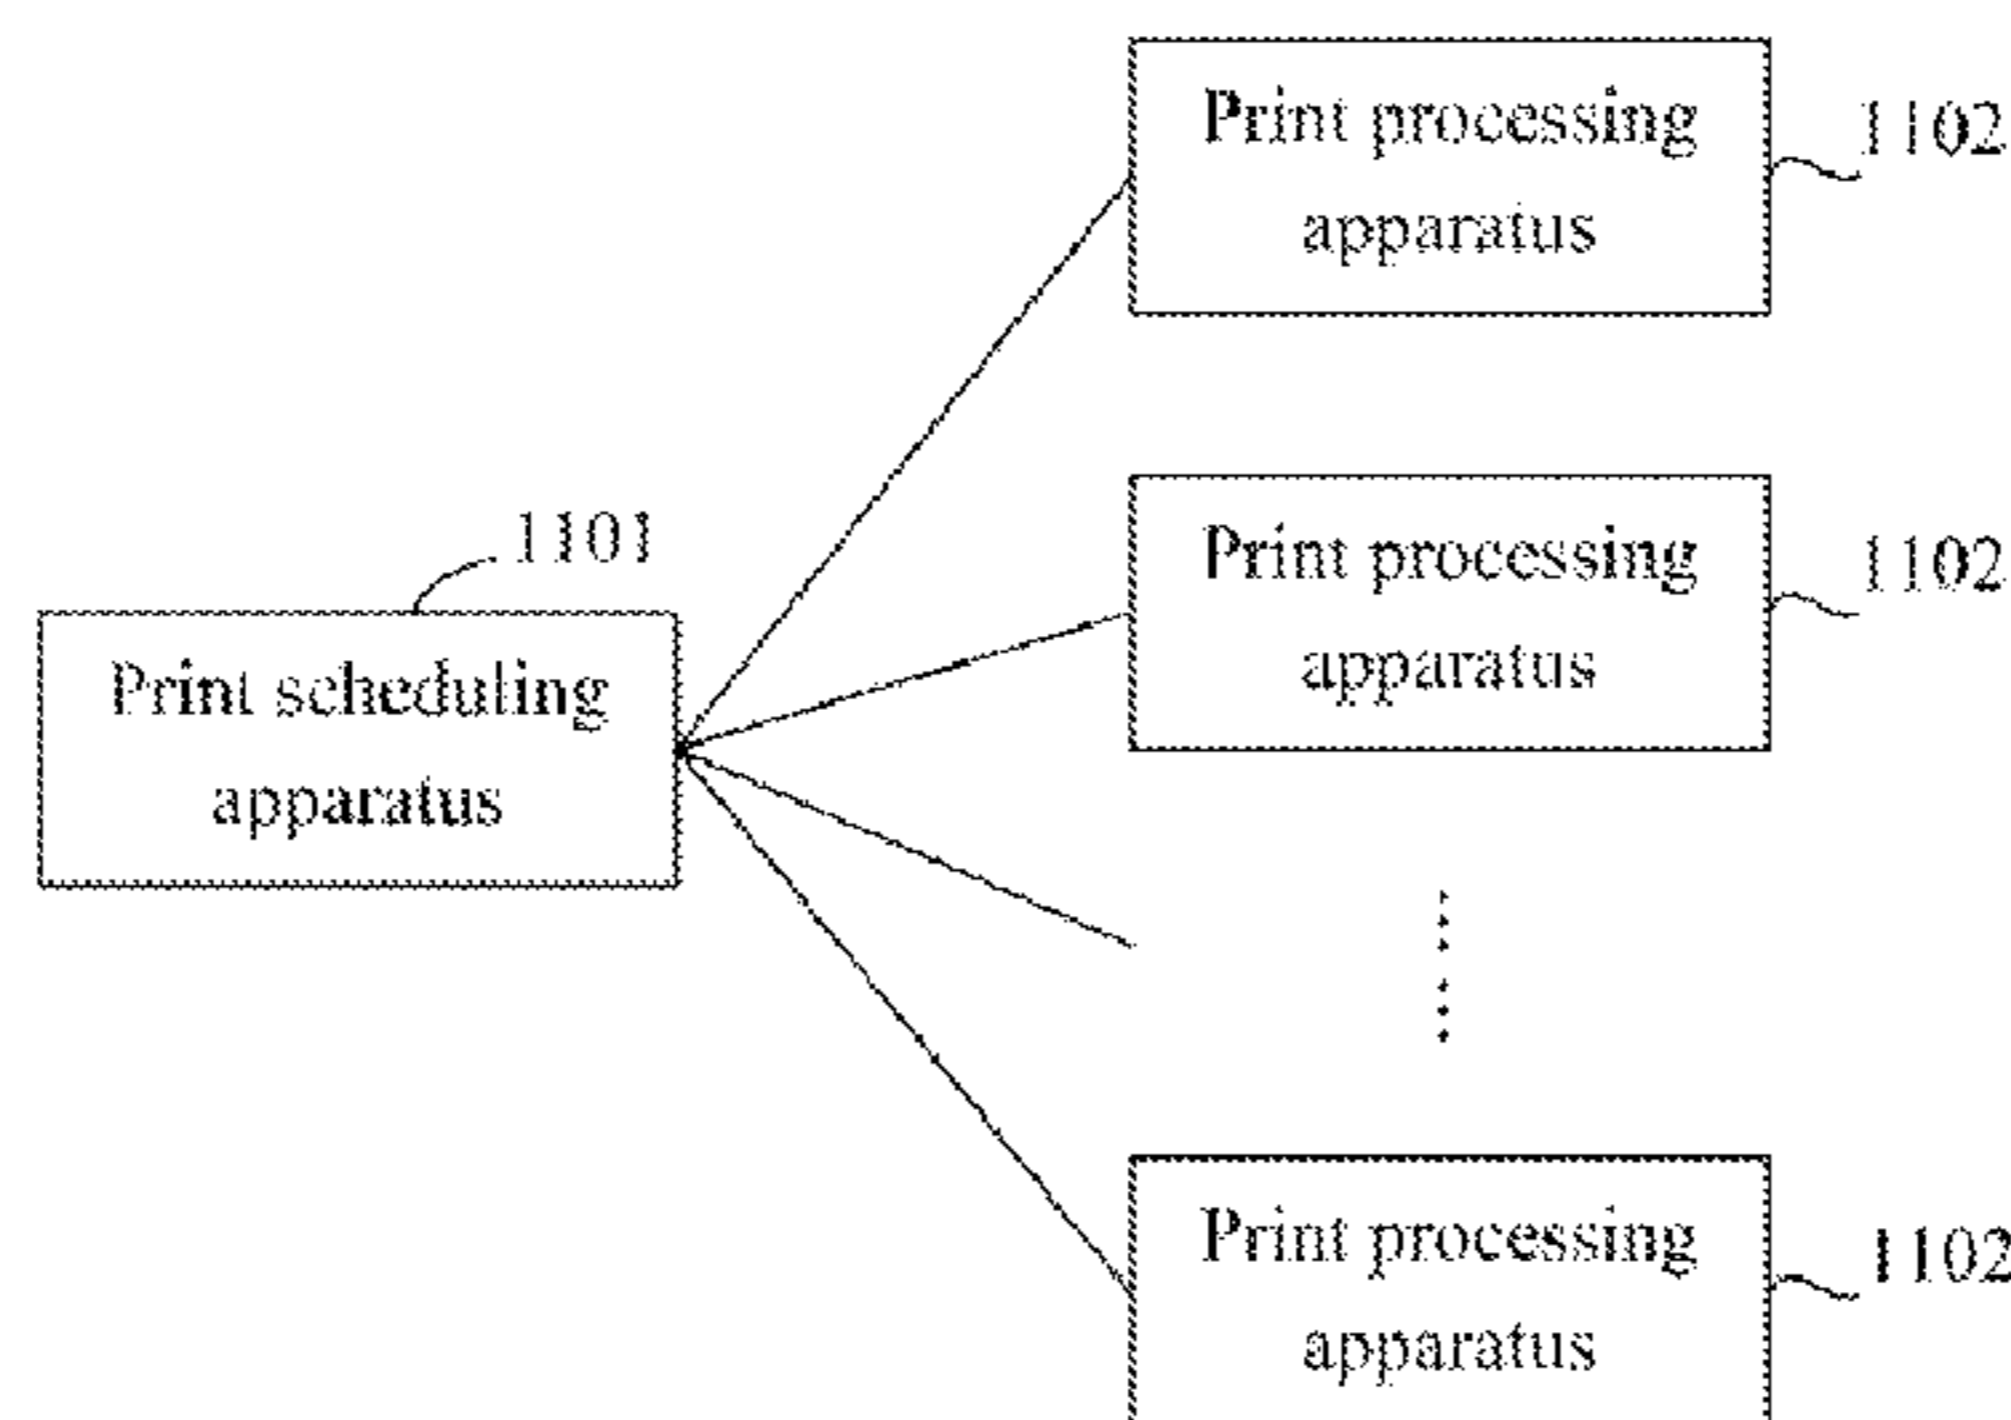 Print processing
apparatus
1102
Print processing
apparatus
1102
1101
Print scheduling
apparatus
Print processing
apparatus
1102